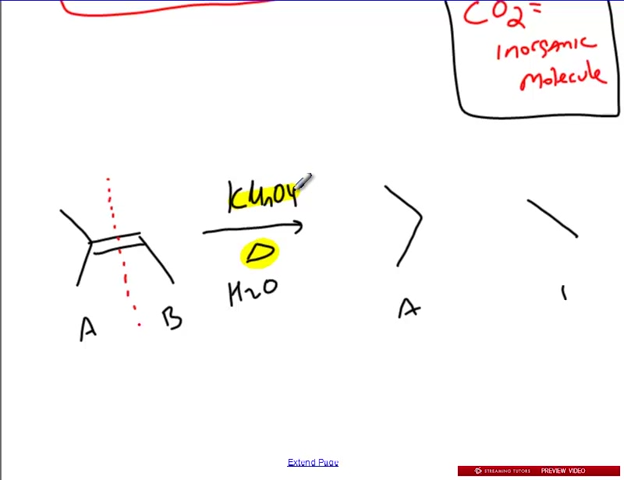 CO2=
Inorganic
Molecule
KMnO4
Δ
H2O
A
B
A
Extend Page
STREAMING TUTORS PREVIEW VIDEO